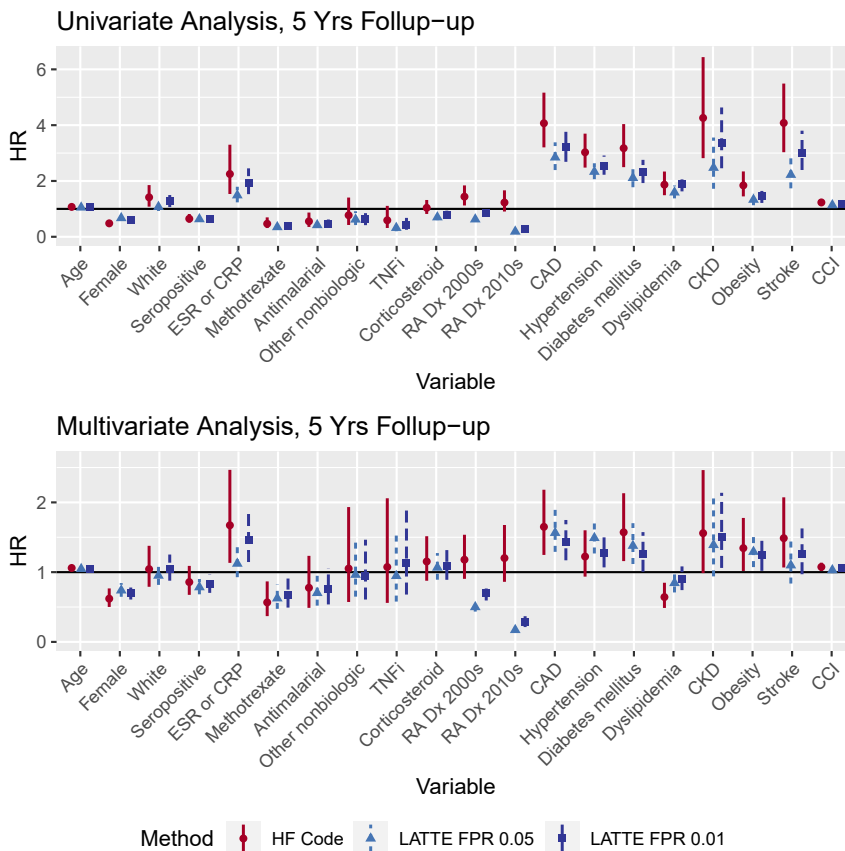 Univariate Analysis, 5 Yrs Follup−up
HR
6
4
2
0
Age
Female
White
Seropositive
ESR or CRP
Methotrexate
Antimalarial
Other nonbiologic
TNFi
Corticosteroid
RA Dx 2000s
RA Dx 2010s
CAD
Hypertension
Diabetes mellitus
Dyslipidemia
CKD
Obesity
Stroke
CCI
Variable
Multivariate Analysis, 5 Yrs Follup−up
HR
2
1
0
Age
Female
White
Seropositive
ESR or CRP
Methotrexate
Antimalarial
Other nonbiologic
TNFi
Corticosteroid
RA Dx 2000s
RA Dx 2010s
CAD
Hypertension
Diabetes mellitus
Dyslipidemia
CKD
Obesity
Stroke
CCI
Variable
Method HF Code LATTE FPR 0.05 LATTE FPR 0.01